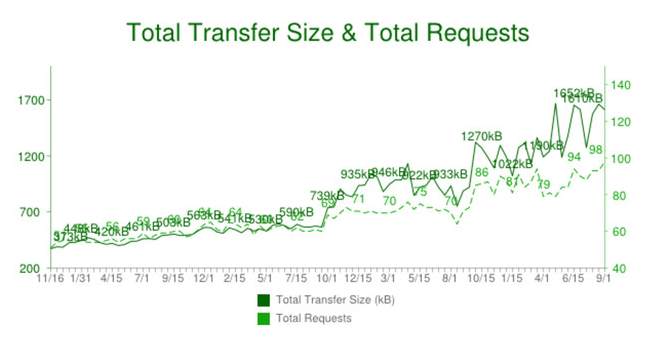 Total Transfer Size & Total Requests
1700
1200
700
200
140
120
100
80
60
40
373kB
420kB
461kB
503kB
563kB
541kB
530kB
590kB
739kB
935kB
946kB
922kB
933kB
1270kB
1022kB
1190kB
1652kB
1610kB
56
59
64
62
69
71
70
75
70
86
81
79
94
98
11/16 1/31 4/15 7/1 9/15 12/1 2/15 5/1 7/15 10/1 12/15 3/1 5/15 8/1 10/15 1/15 4/1 6/15 9/1
Total Transfer Size (kB)
Total Requests